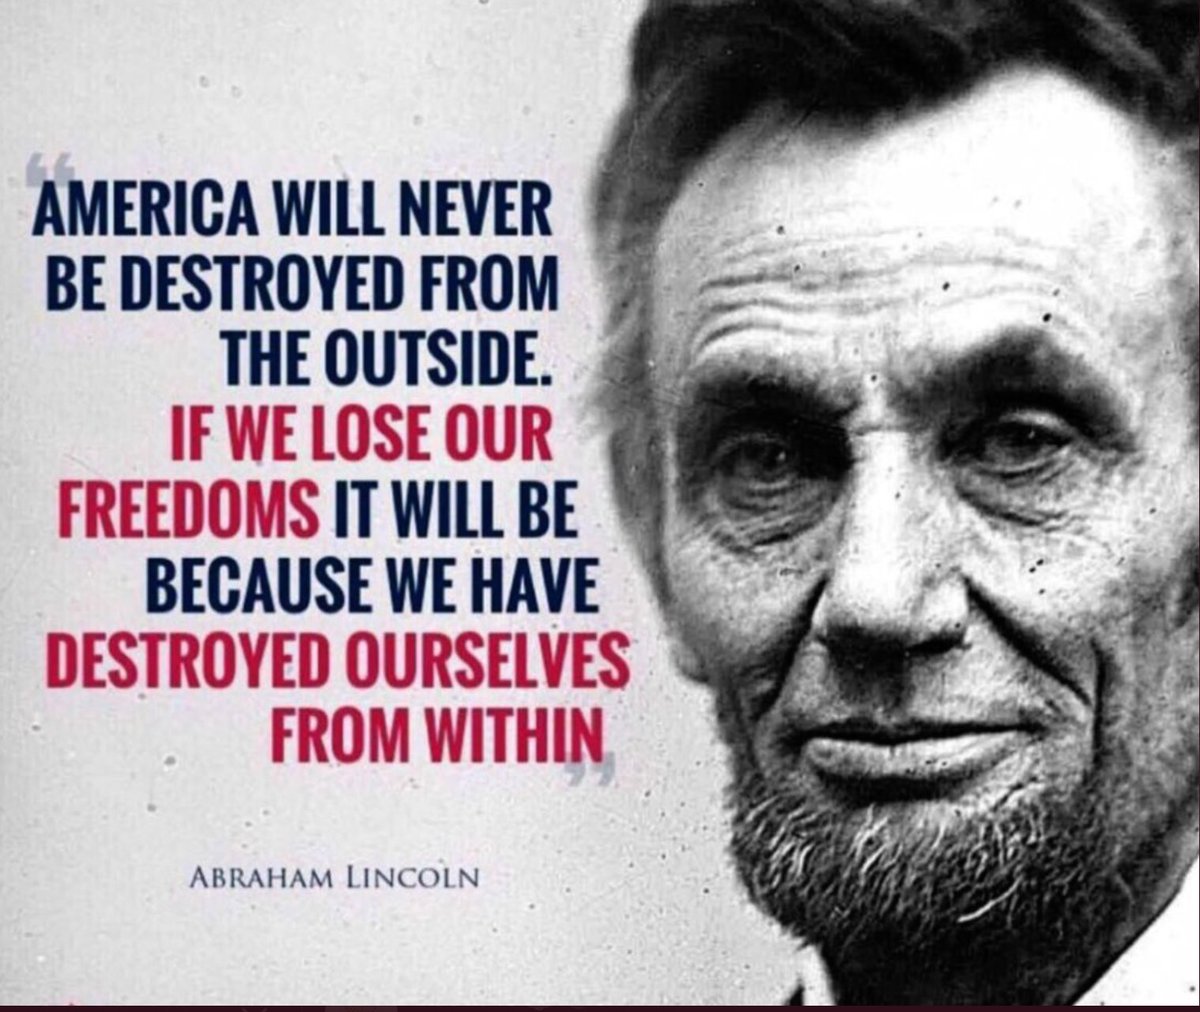 “AMERICA WILL NEVER
BE DESTROYED FROM
THE OUTSIDE.
IF WE LOSE OUR
FREEDOMS IT WILL BE
BECAUSE WE HAVE
DESTROYED OURSELVES
FROM WITHIN”
ABRAHAM LINCOLN